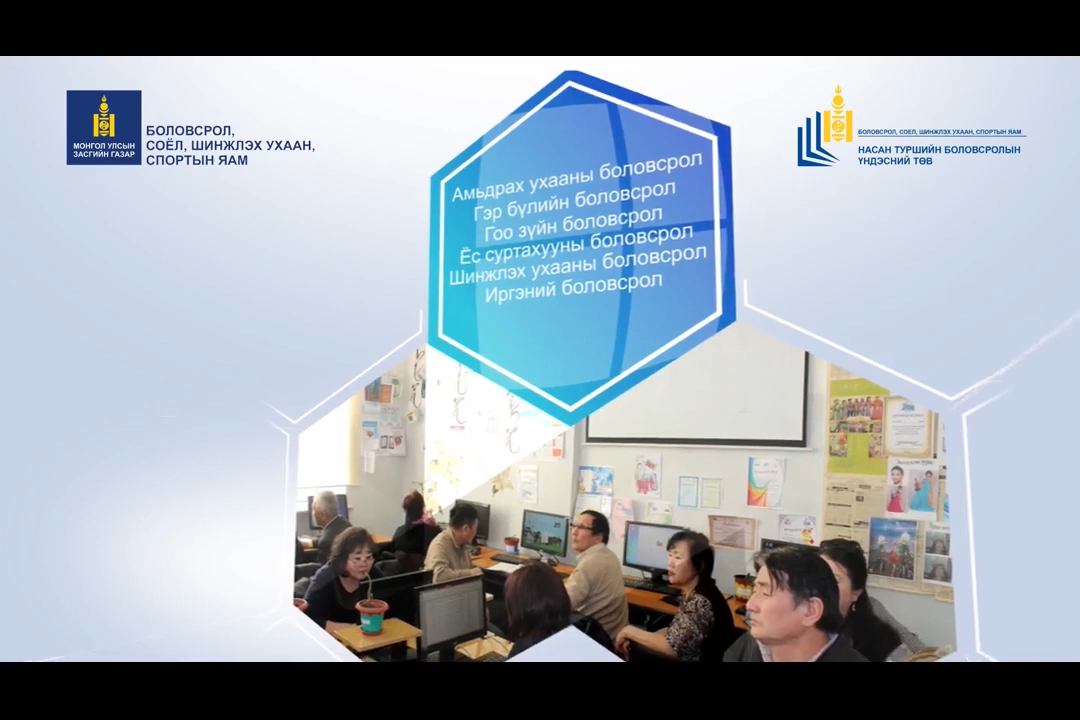 МОНГОЛ УЛСЫН
ЗАСГИЙН ГАЗАР
БОЛОВСРОЛ,
СОЁЛ, ШИНЖЛЭХ УХААН,
СПОРТЫН ЯАМ
БОЛОВСРОЛ, СОЕЛ, ШИНЖЛЭХ УХААН, СПОРТЫН ЯАМ
НАСАН ТУРШИЙН БОЛОВСРОЛЫН
ҮНДЭСНИЙ ТӨВ
Амьдрах ухааны боловсрол
Гэр бүлийн боловсрол
Гоо зүйн боловсрол
Ёс суртахууны боловсрол
Шинжлэх ухааны боловсрол
Иргэний боловсрол